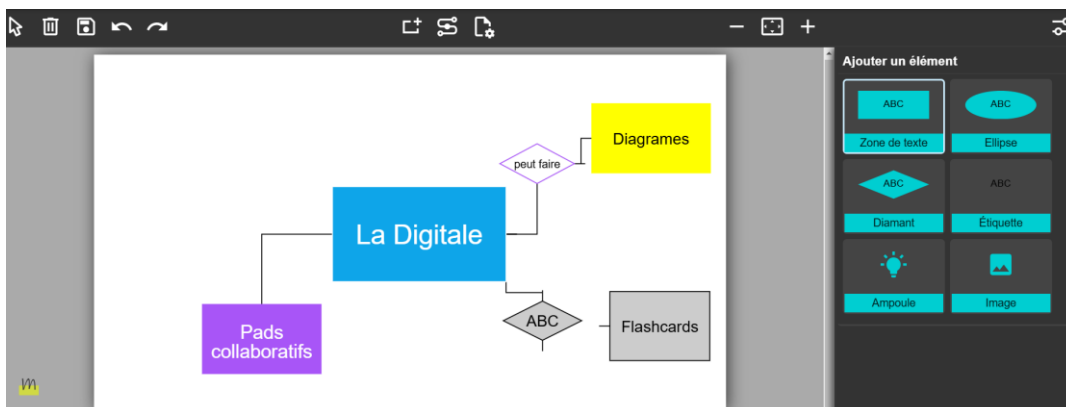 Ajouter un élément
ABC
ABC
Zone de texte
Ellipse
ABC
ABC
Diamant
Étiquette
Ampoule
Image
Diagrames
peut faire
La Digitale
ABC
Flashcards
Pads
collaboratifs